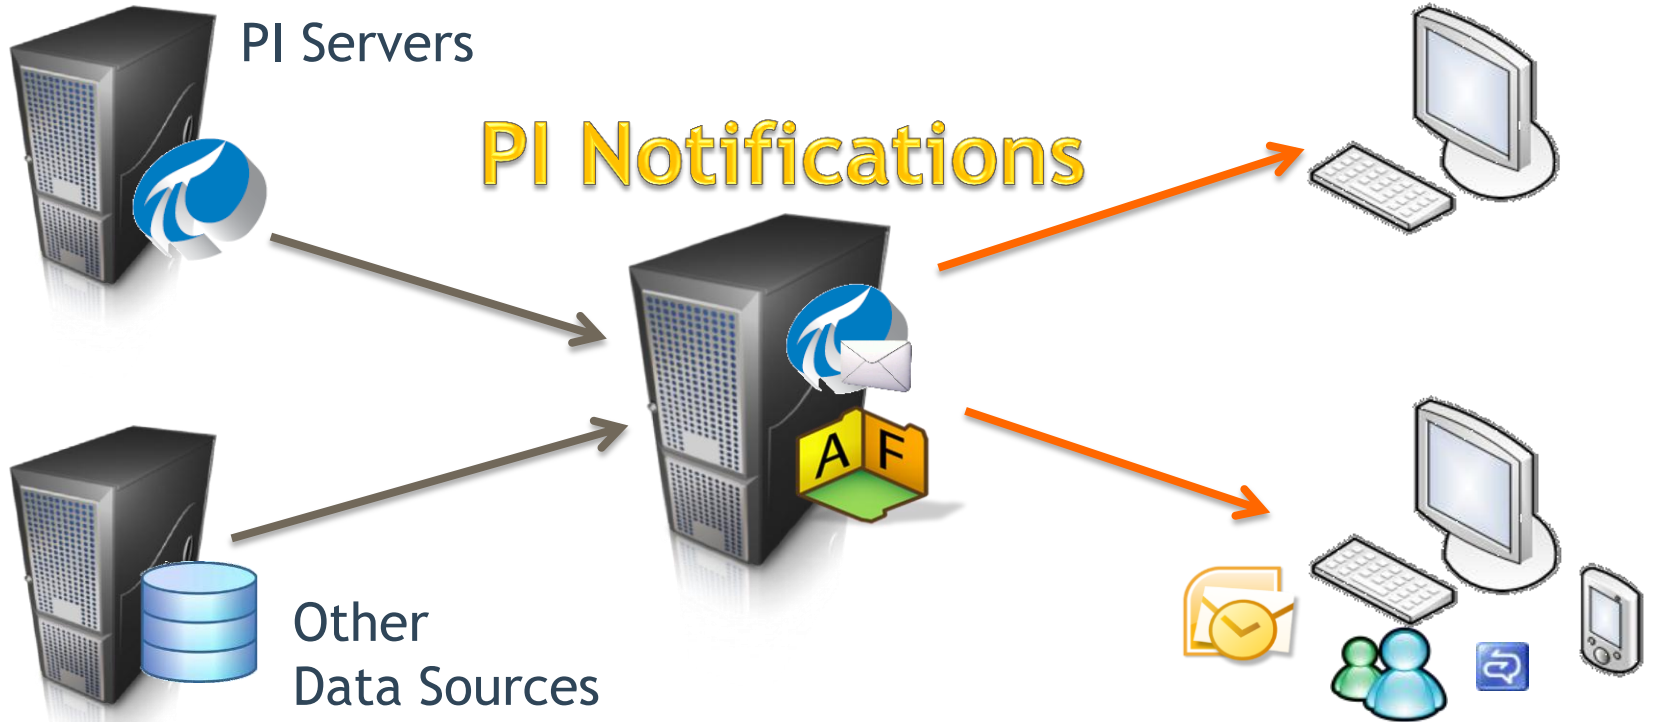 PI Servers
PI Notifications
A F
Other
Data Sources